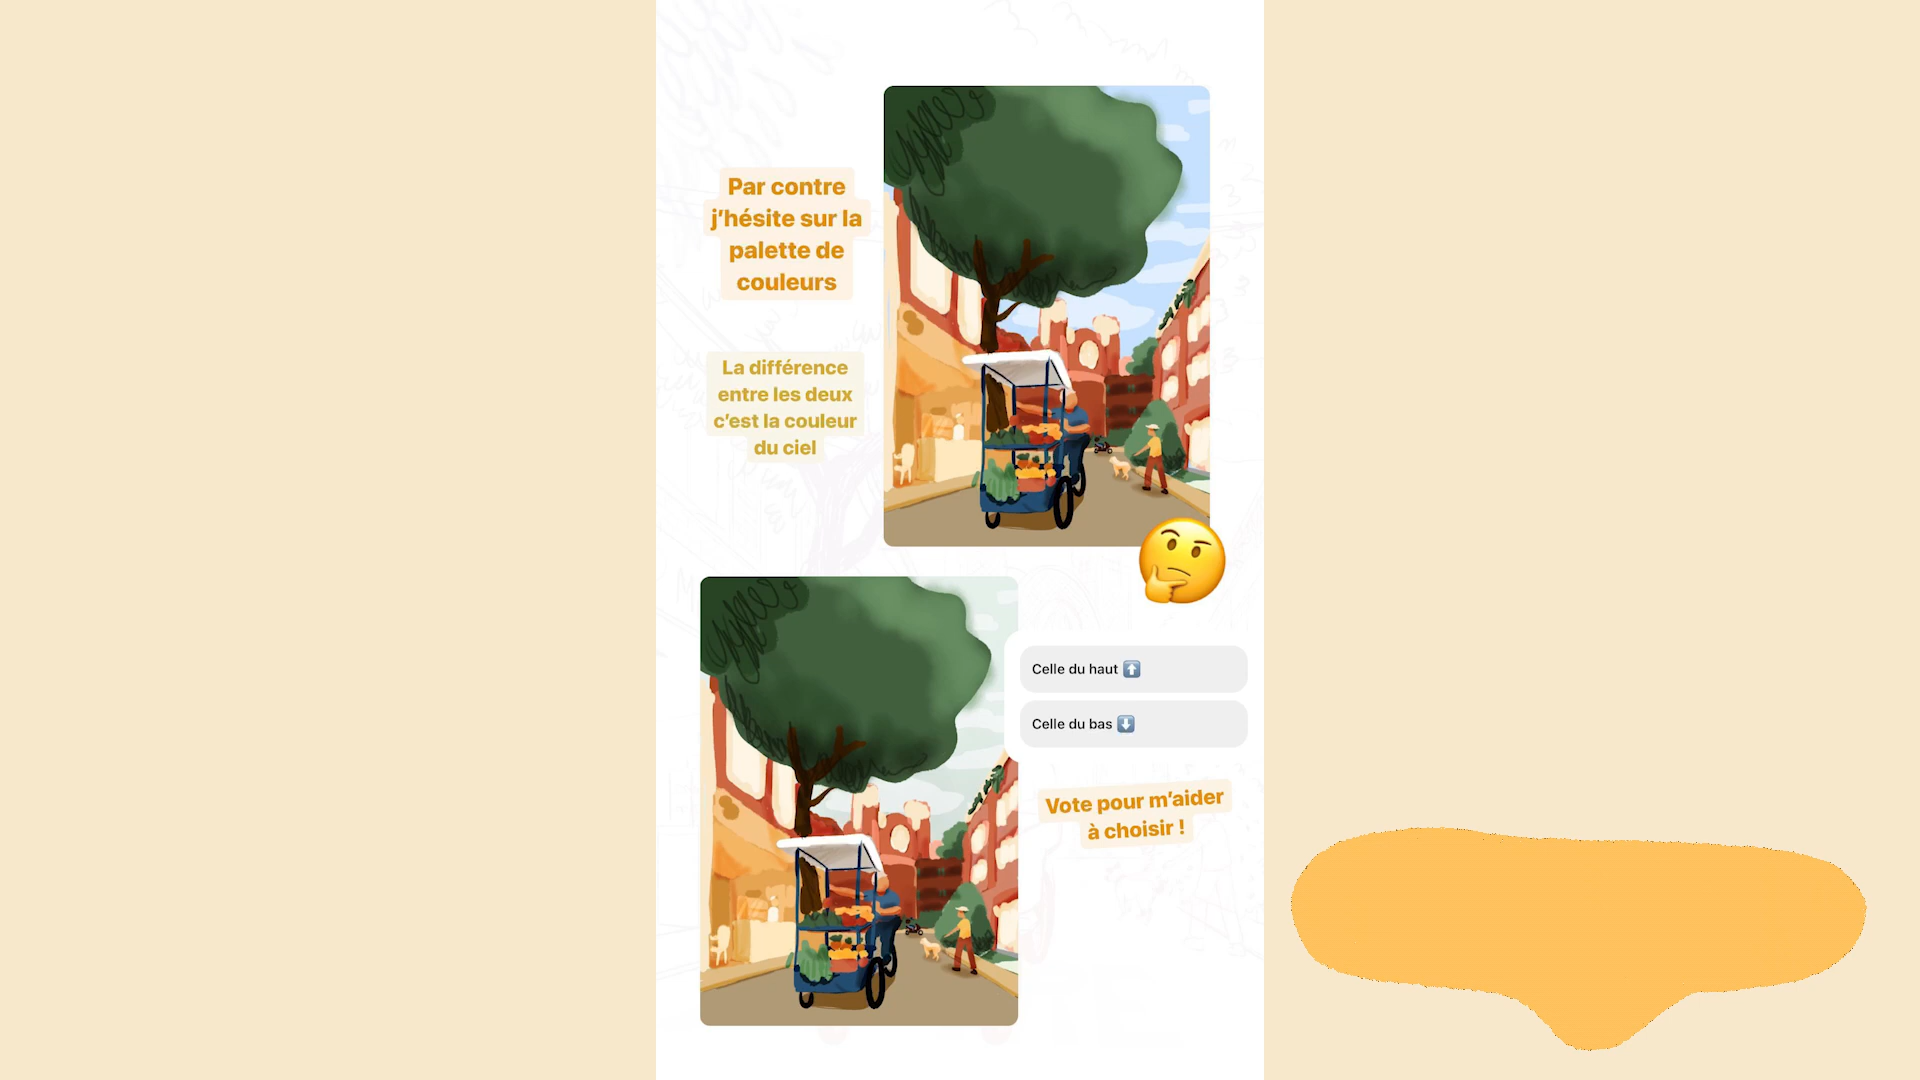 Par contre
j’hésite sur la
palette de
couleurs
La différence
entre les deux
c’est la couleur
du ciel
Celle du haut ⬆️
Celle du bas ⬇️
Vote pour m’aider
à choisir !